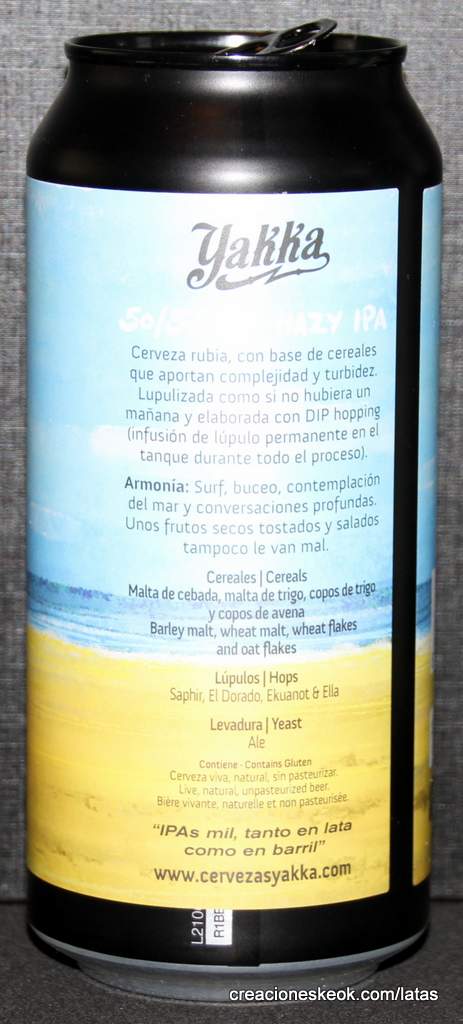 Yakka
HAZY IPA
Cerveza rubia, con base de cereales
que aportan complejidad y turbidez.
Lupulizada como si no hubiera un
mañana y elaborada con DIP hopping
(infusión de lúpulo permanente en el
tanque durante todo el proceso).
Armonía: Surf, buceo, contemplación
del mar y conversaciones profundas.
Unos frutos secos tostados y salados
tampoco le van mal.
Cereales | Cereals
Malta de cebada, malta de trigo, copos de trigo
y copos de avena
Barley malt, wheat malt, wheat flakes
and oat flakes
Lúpulos | Hops
Saphir, El Dorado, Ekuanot & Ella
Levadura | Yeast
Ale
Contiene - Contains Gluten
Cerveza viva, natural, sin pasteurizar.
Live, natural, unpasteurized beer.
Bière vivante, naturelle et non pasteurisée.
"IPAs mil, tanto en lata
como en barril"
www.cervezasyakka.com
creacioneskeok.com/latas